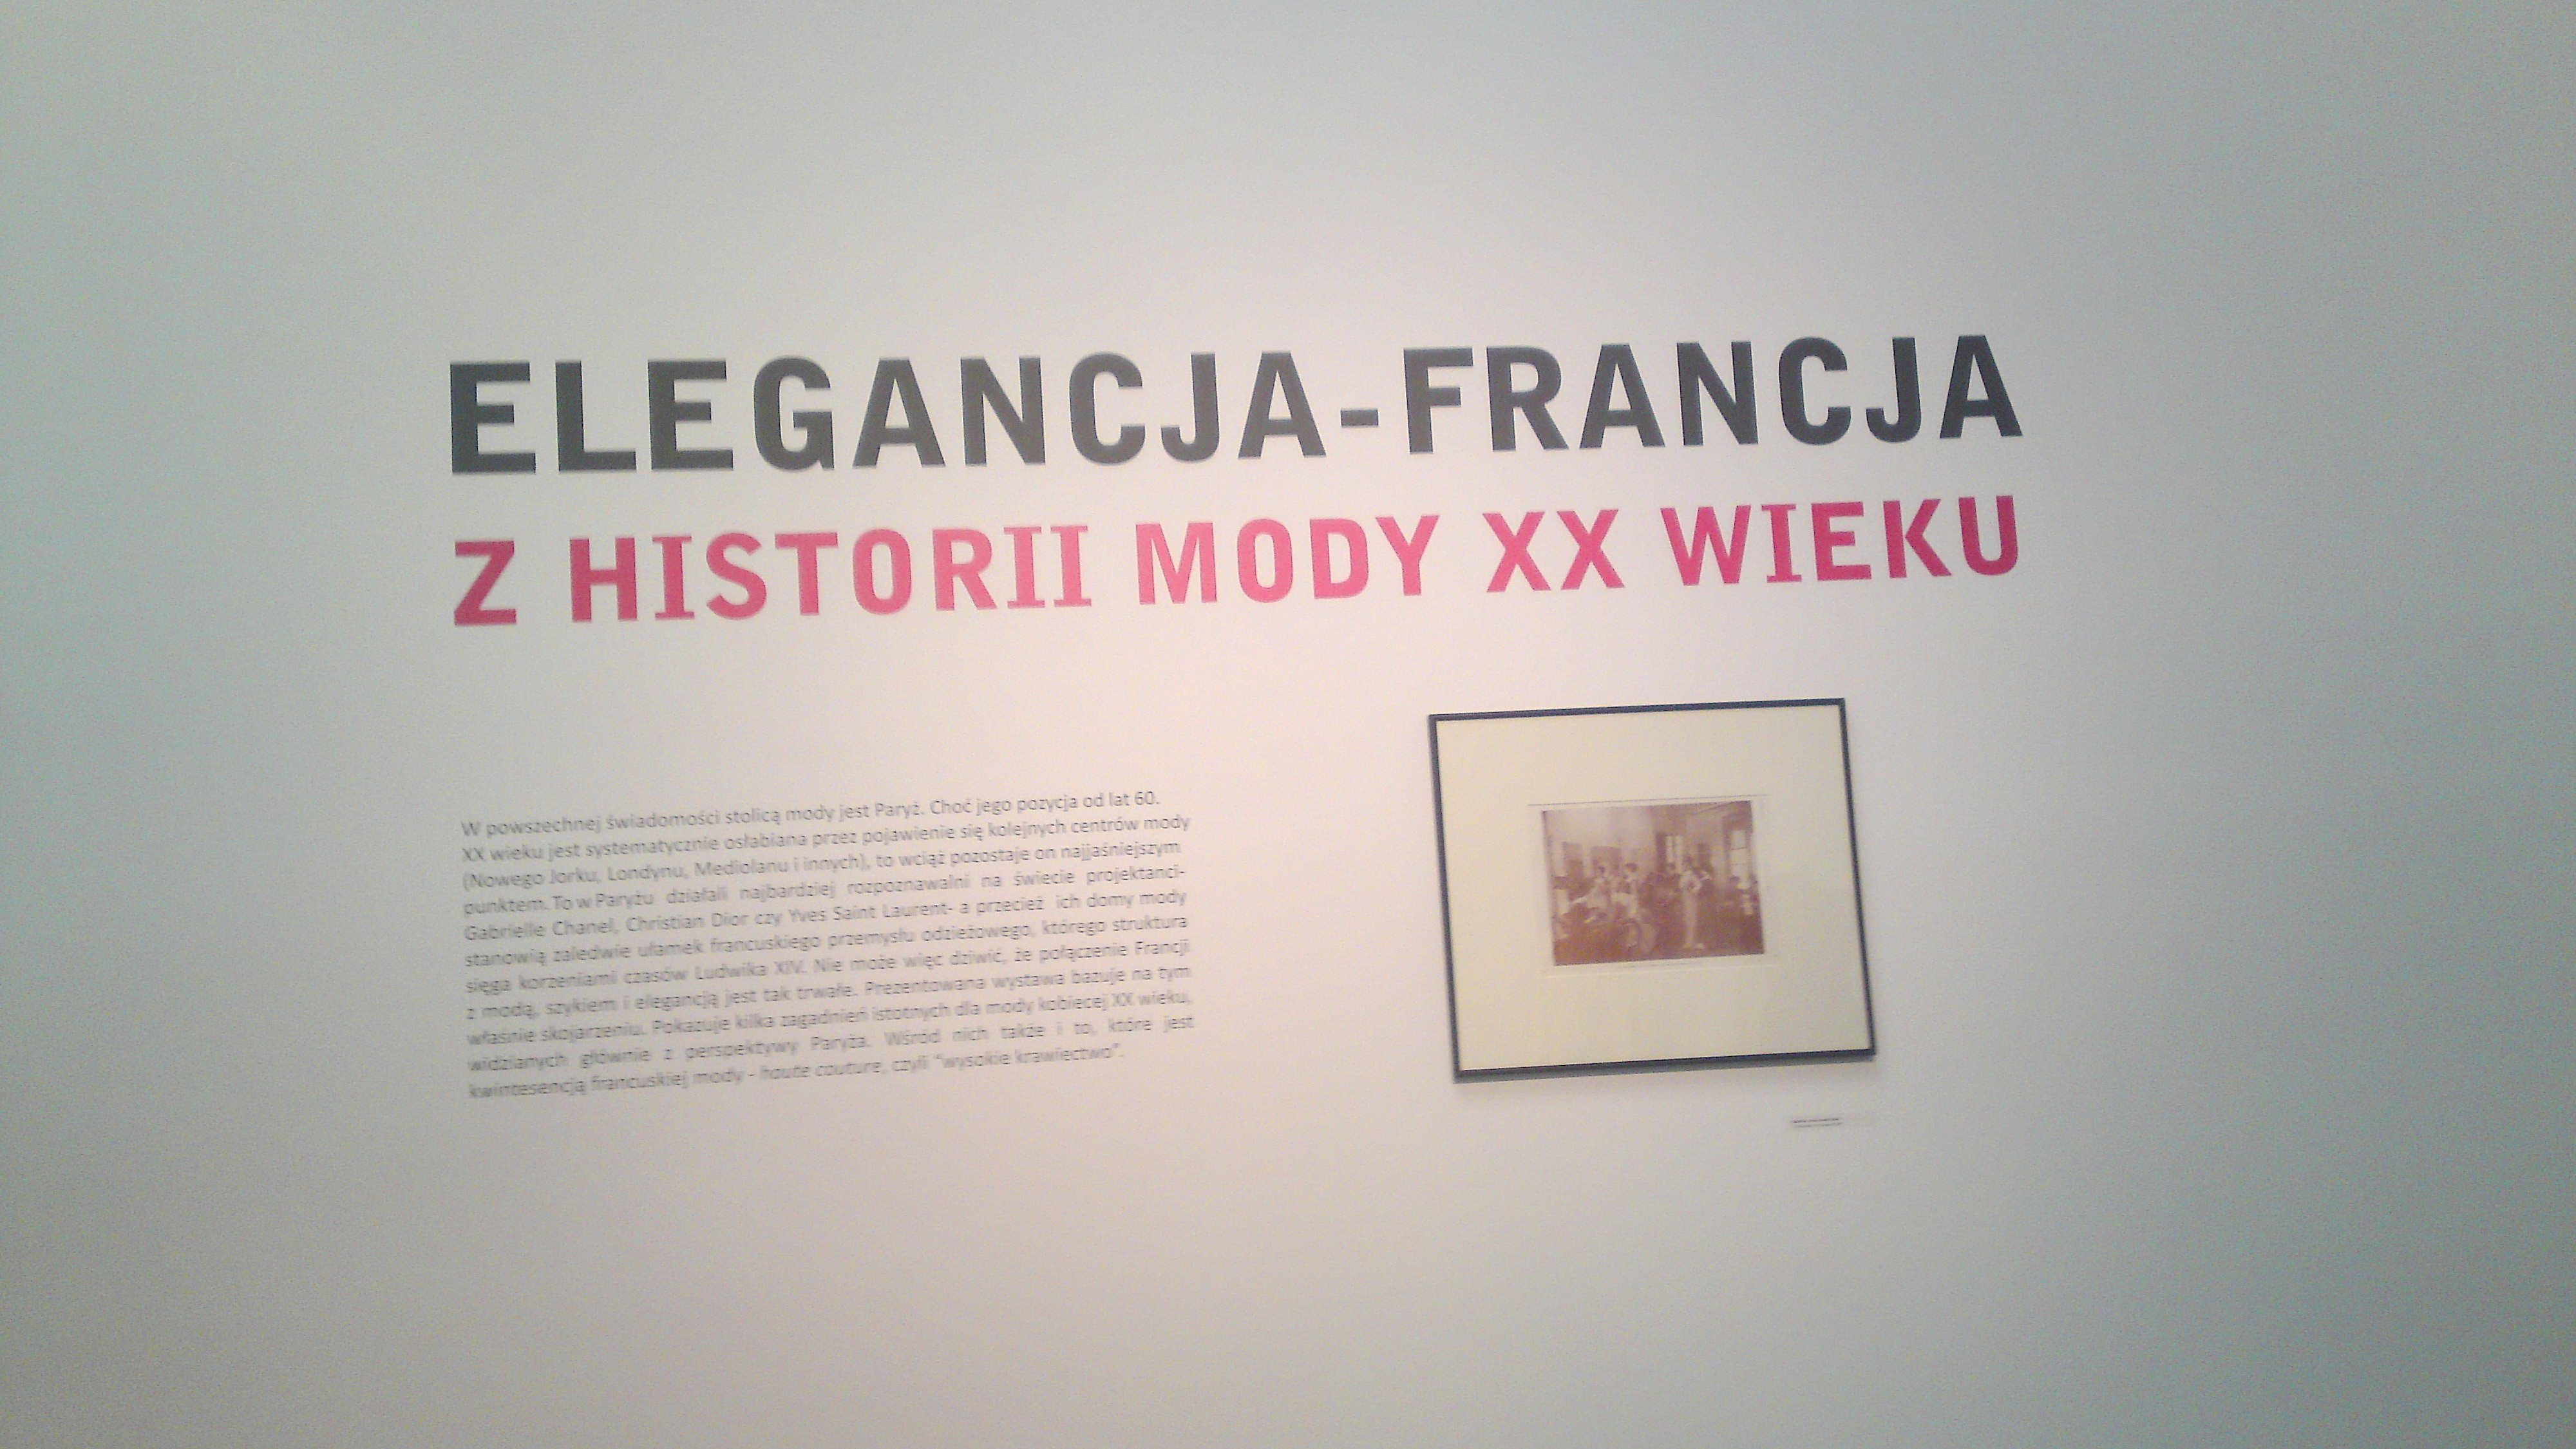 ELEGANCJA-FRANCJA
Z HISTORII MODY XX WIEKU
W powszechnej świadomości stolicą mody jest Paryż. Choć jego pozycja od lat 60.
XX wieku jest systematycznie osłabiana przez pojawienie się kolejnych centrów mody
(Nowego Jorku, Londynu, Mediolanu i innych), to wciąż pozostaje on najjaśniejszym
punktem. To w Paryżu działali najbardziej rozpoznawalni na świecie projektanci-
Gabrielle Chanel, Christian Dior czy Yves Saint Laurent- a przecież ich domy mody
stanowią zaledwie ułamek francuskiego przemysłu odzieżowego, którego struktura
sięga korzeniami czasów Ludwika XIV. Nie może więc dziwić, że połączenie Francji
z modą, szykiem i elegancją jest tak trwałe. Prezentowana wystawa bazuje na tym
właśnie skojarzeniu. Pokazuje kilka zagadnień istotnych dla mody kobiecej XX wieku,
widzianych głównie z perspektywy Paryża. Wśród nich także i to, które jest
kwintesencją francuskiej mody - haute couture, czyli "wysokie krawiectwo".